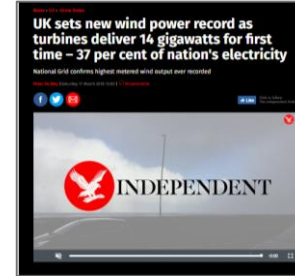 UK sets new wind power record as
turbines deliver 14 gigawatts for first
time – 37 per cent of nation's electricity
National Grid confirms highest metered wind output ever recorded
Like
INDEPENDENT